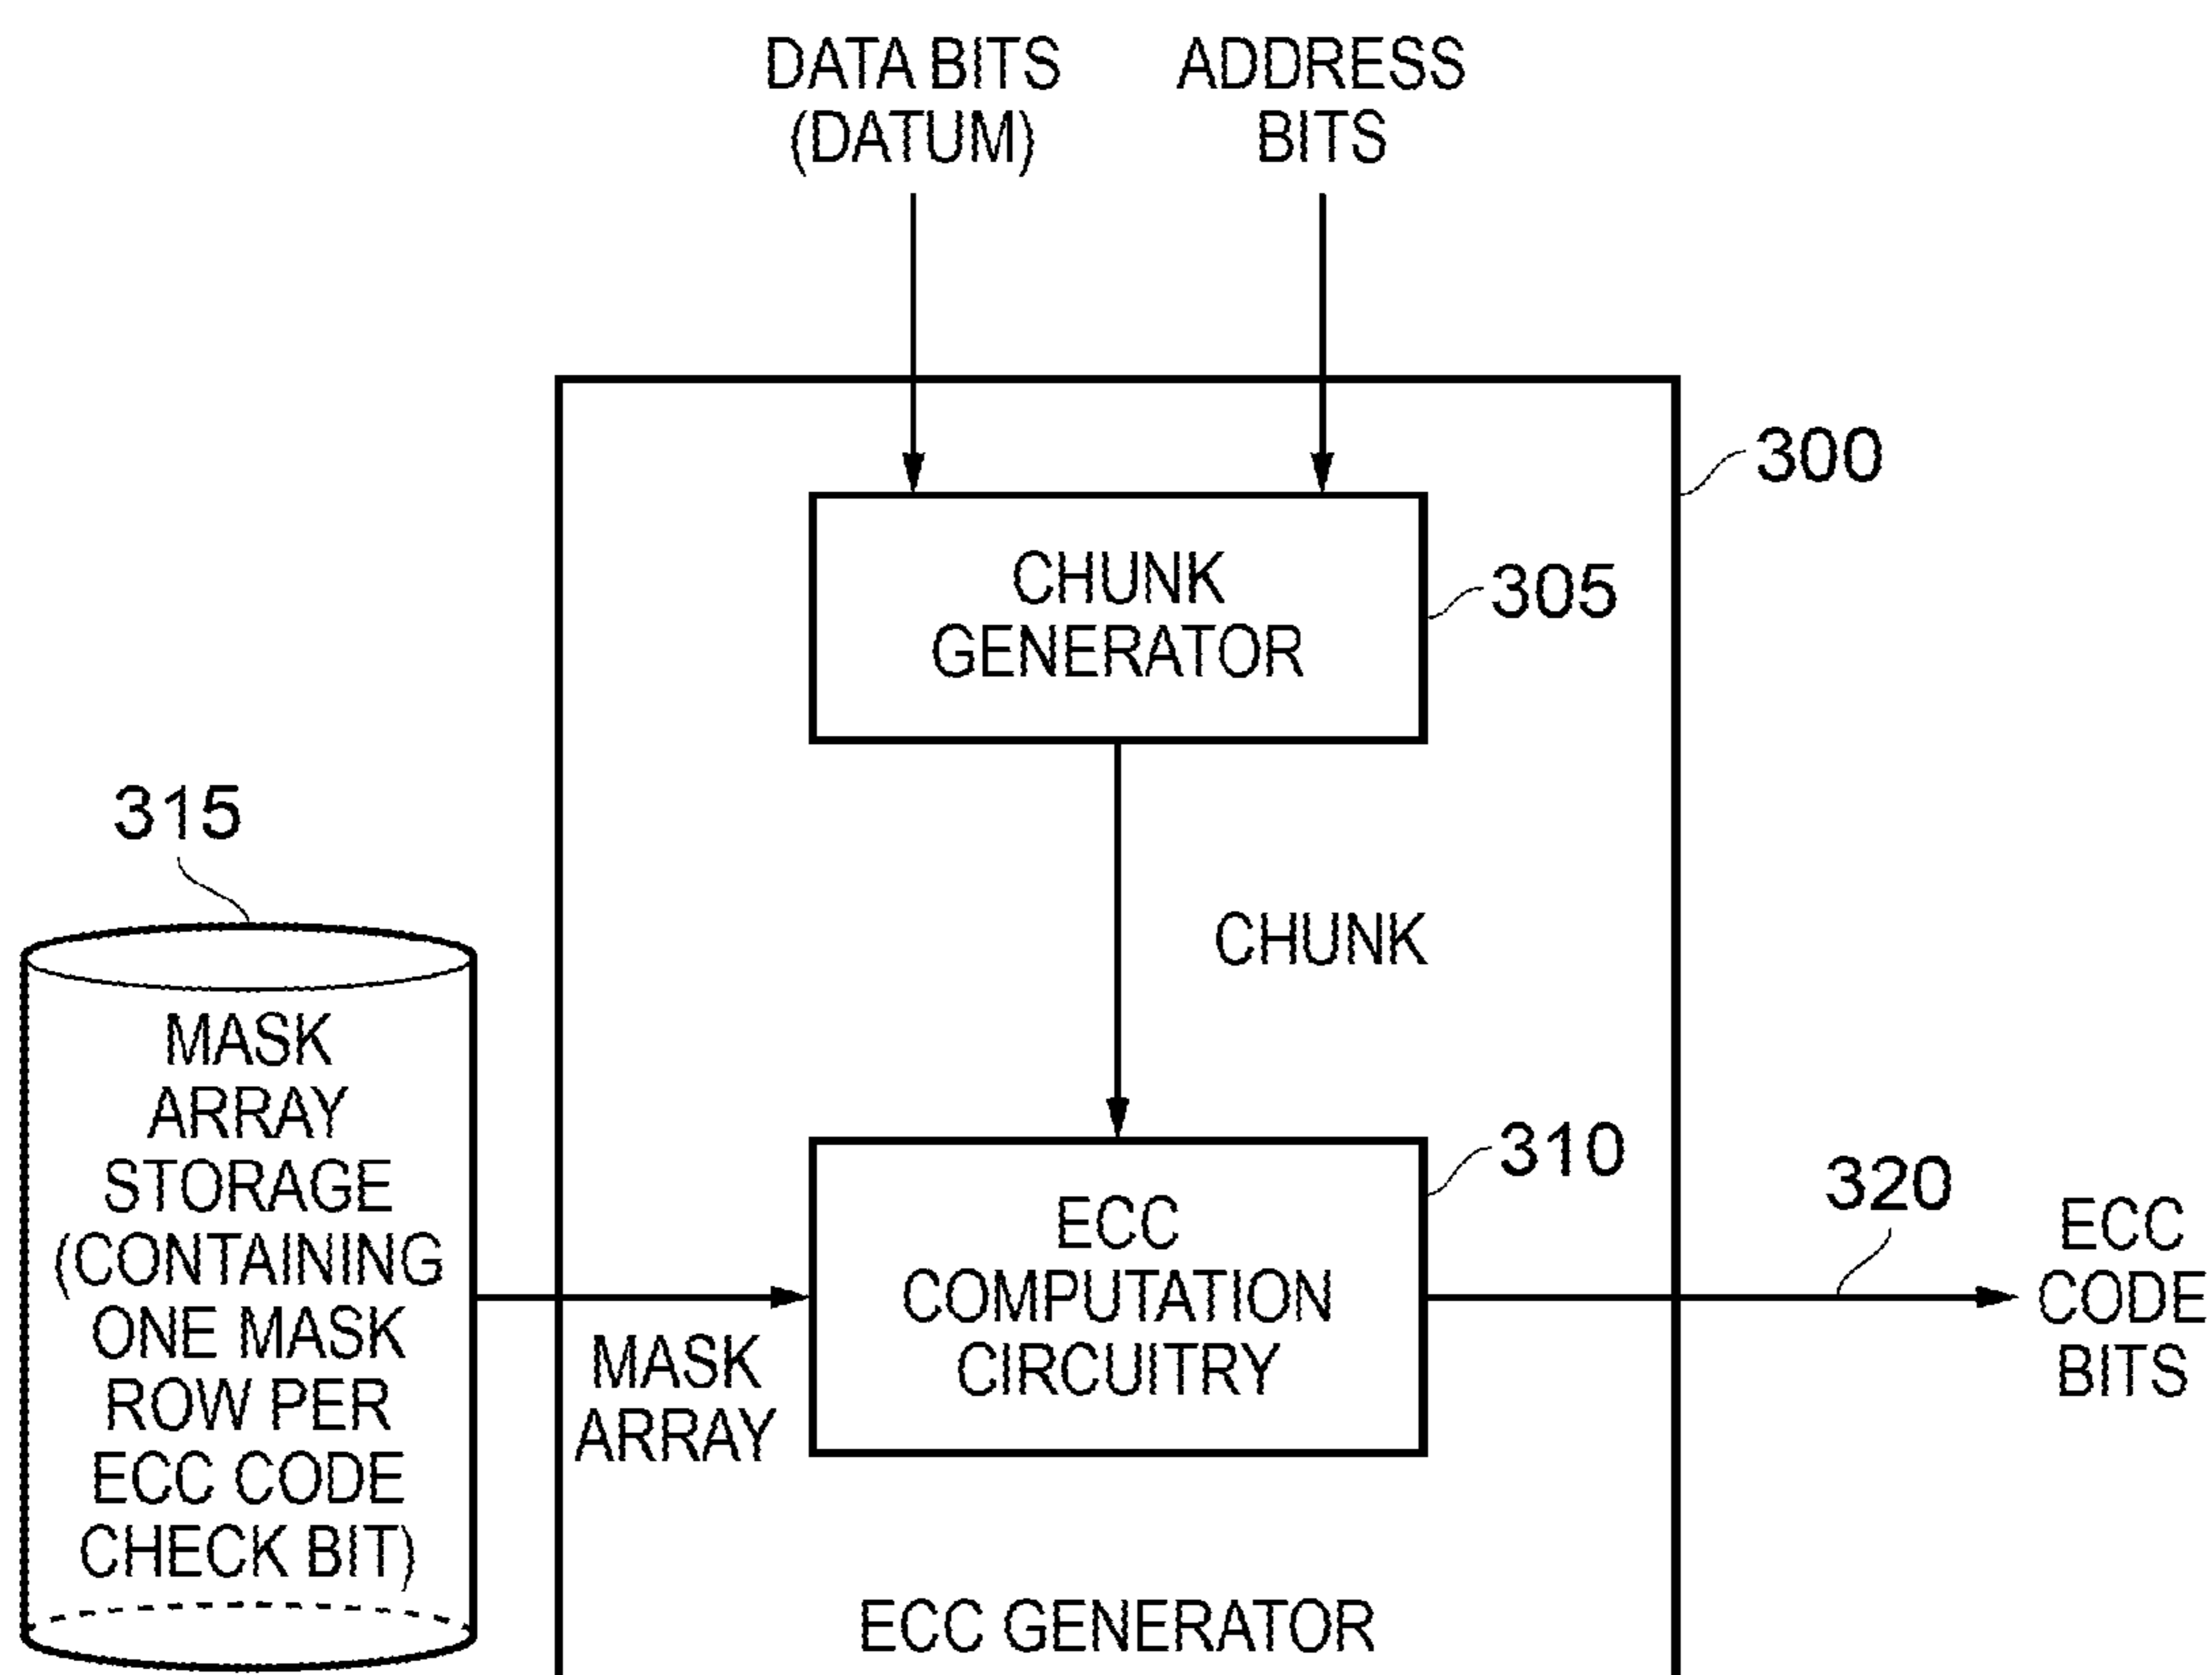 DATA BITS
(DATUM)
ADDRESS
BITS
300
CHUNK
GENERATOR
305
315
CHUNK
MASK
ARRAY
STORAGE
(CONTAINING
ONE MASK
ROW PER
ECC CODE
CHECK BIT)
MASK
ARRAY
ECC
COMPUTATION
CIRCUITRY
310
320
ECC
CODE
BITS
ECC GENERATOR